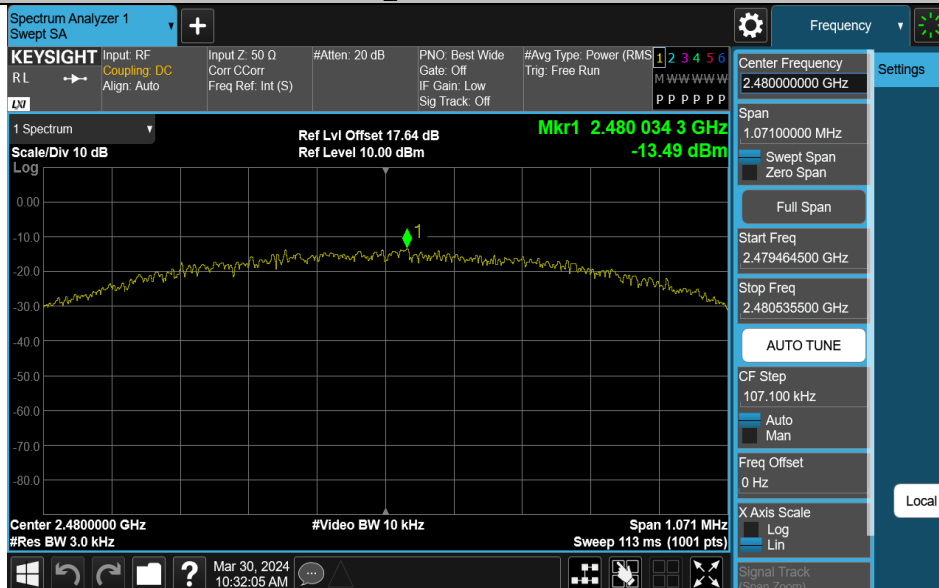 Spectrum Analyzer 1
Swept SA
+
Frequency
KEYSIGHT
RL
LXI
Input: RF
Coupling: DC
Align: Auto
Input Z: 50 Ω
Corr CCorr
Freq Ref: Int (S)
#Atten: 20 dB
PNO: Best Wide
Gate: Off
IF Gain: Low
Sig Track: Off
#Avg Type: Power (RMS
Trig: Free Run
1 2 3 4 5 6
M W W W W W
P P P P P P
1 Spectrum
Scale/Div 10 dB
Log
Ref Lvl Offset 17.64 dB
Ref Level 10.00 dBm
Mkr1 2.480 034 3 GHz
-13.49 dBm
0.00
-10.0
-20.0
-30.0
-40.0
-50.0
-60.0
-70.0
-80.0
1
Center 2.4800000 GHz
#Res BW 3.0 kHz
#Video BW 10 kHz
Span 1.071 MHz
Sweep 113 ms (1001 pts)
Center Frequency
2.480000000 GHz
Span
1.07100000 MHz
Swept Span
Zero Span
Full Span
Start Freq
2.479464500 GHz
Stop Freq
2.480535500 GHz
AUTO TUNE
CF Step
107.100 kHz
Auto
Man
Freq Offset
0 Hz
X Axis Scale
Log
Lin
Signal Track
(Span Zoom)
Settings
Local
?
Mar 30, 2024
10:32:05 AM